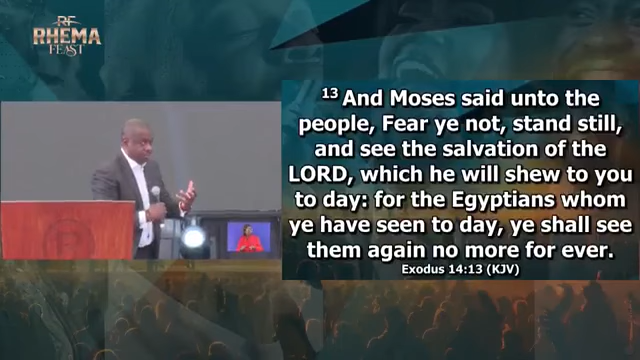 RF
RHEMA
FEAST
13 And Moses said unto the
people, Fear ye not, stand still,
and see the salvation of the
LORD, which he will shew to you
to day: for the Egyptians whom
ye have seen to day, ye shall see
them again no more for ever.
Exodus 14:13 (KJV)